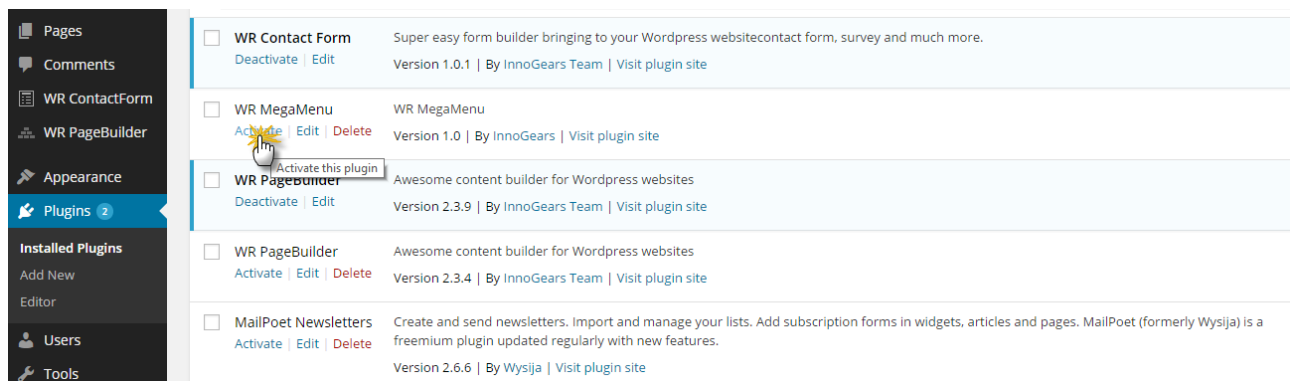 Pages
Comments
WR ContactForm
WR PageBuilder
Appearance
Plugins 2
Installed Plugins
Add New
Editor
Users
Tools
WR Contact Form
Deactivate | Edit
Super easy form builder bringing to your Wordpress websitecontact form, survey and much more.
Version 1.0.1 | By InnoGears Team | Visit plugin site
WR MegaMenu
Activate | Edit | Delete
WR MegaMenu
Version 1.0 | By InnoGears | Visit plugin site
Activate this plugin
WR PageBuilder
Deactivate | Edit
Awesome content builder for Wordpress websites
Version 2.3.9 | By InnoGears Team | Visit plugin site
WR PageBuilder
Activate | Edit | Delete
Awesome content builder for Wordpress websites
Version 2.3.4 | By InnoGears Team | Visit plugin site
MailPoet Newsletters
Activate | Edit | Delete
Create and send newsletters. Import and manage your lists. Add subscription forms in widgets, articles and pages. MailPoet (formerly Wysija) is a
freemium plugin updated regularly with new features.
Version 2.6.6 | By Wysija | Visit plugin site